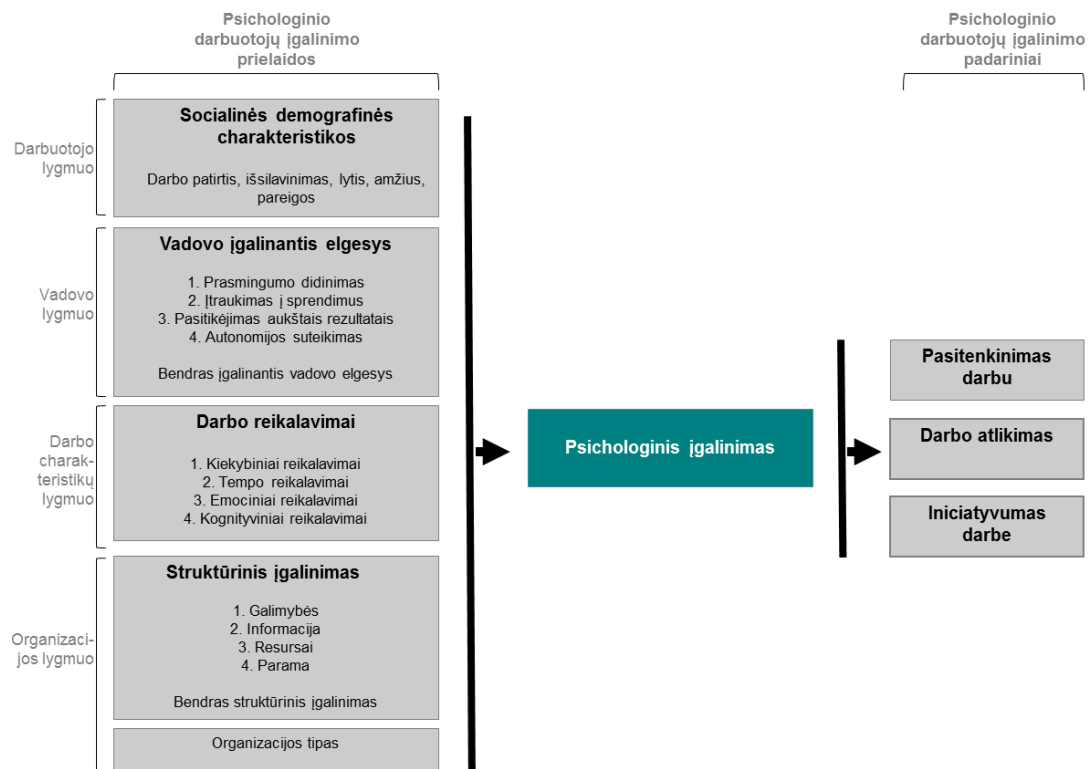 Psichologinio
darbuotojų įgalinimo
prielaidos
Psichologinio
darbuotojų įgalinimo
padariniai
Darbuotojo
lygmuo
Socialinės demografinės
charakteristikos
Darbo patirtis, išsilavinimas, lytis, amžius,
pareigos
Vadovo
lygmuo
Vadovo įgalinantis elgesys
1. Prasmingumo didinimas
2. Įtraukimas į sprendimus
3. Pasitikėjimas aukštais rezultatais
4. Autonomijos suteikimas
Bendras įgalinantis vadovo elgesys
Darbo
charak-
teristikų
lygmuo
Darbo reikalavimai
1. Kiekybiniai reikalavimai
2. Tempo reikalavimai
3. Emociniai reikalavimai
4. Kognityviniai reikalavimai
Organizaci-
jos lygmuo
Struktūrinis įgalinimas
1. Galimybės
2. Informacija
3. Resursai
4. Parama
Bendras struktūrinis įgalinimas
Organizacijos tipas
Psichologinis įgalinimas
Pasitenkinimas
darbu
Darbo atlikimas
Iniciatyvumas
darbe